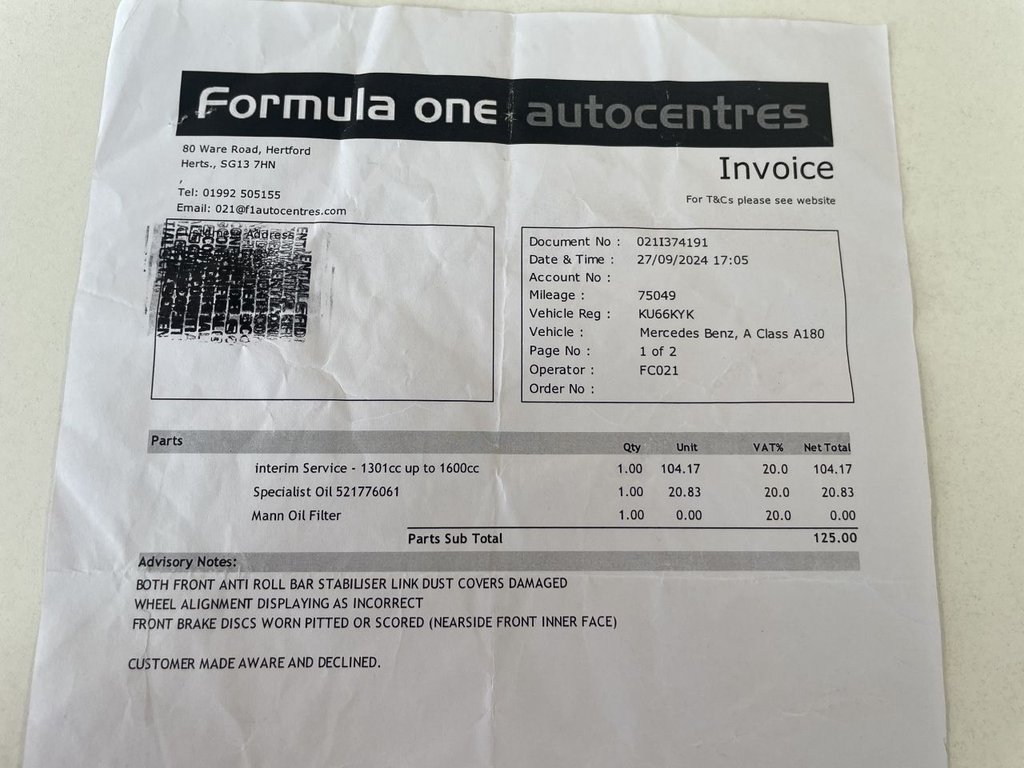 Formula one autocentres
80 Ware Road, Hertford
Herts., SG13 7HN
,
Tel: 01992 505155
Email: 021@f1autocentres.com
Invoice
For T&Cs please see website
Address
Document No : 021I374191
Date & Time : 27/09/2024 17:05
Account No :
Mileage : 75049
Vehicle Reg : KU66KYK
Vehicle : Mercedes Benz, A Class A180
Page No : 1 of 2
Operator : FC021
Order No :
Parts Qty Unit VAT% Net Total
interim Service - 1301cc up to 1600cc 1.00 104.17 20.0 104.17
Specialist Oil 521776061 1.00 20.83 20.0 20.83
Mann Oil Filter 1.00 0.00 20.0 0.00
Parts Sub Total 125.00
Advisory Notes:
BOTH FRONT ANTI ROLL BAR STABILISER LINK DUST COVERS DAMAGED
WHEEL ALIGNMENT DISPLAYING AS INCORRECT
FRONT BRAKE DISCS WORN PITTED OR SCORED (NEARSIDE FRONT INNER FACE)
CUSTOMER MADE AWARE AND DECLINED.